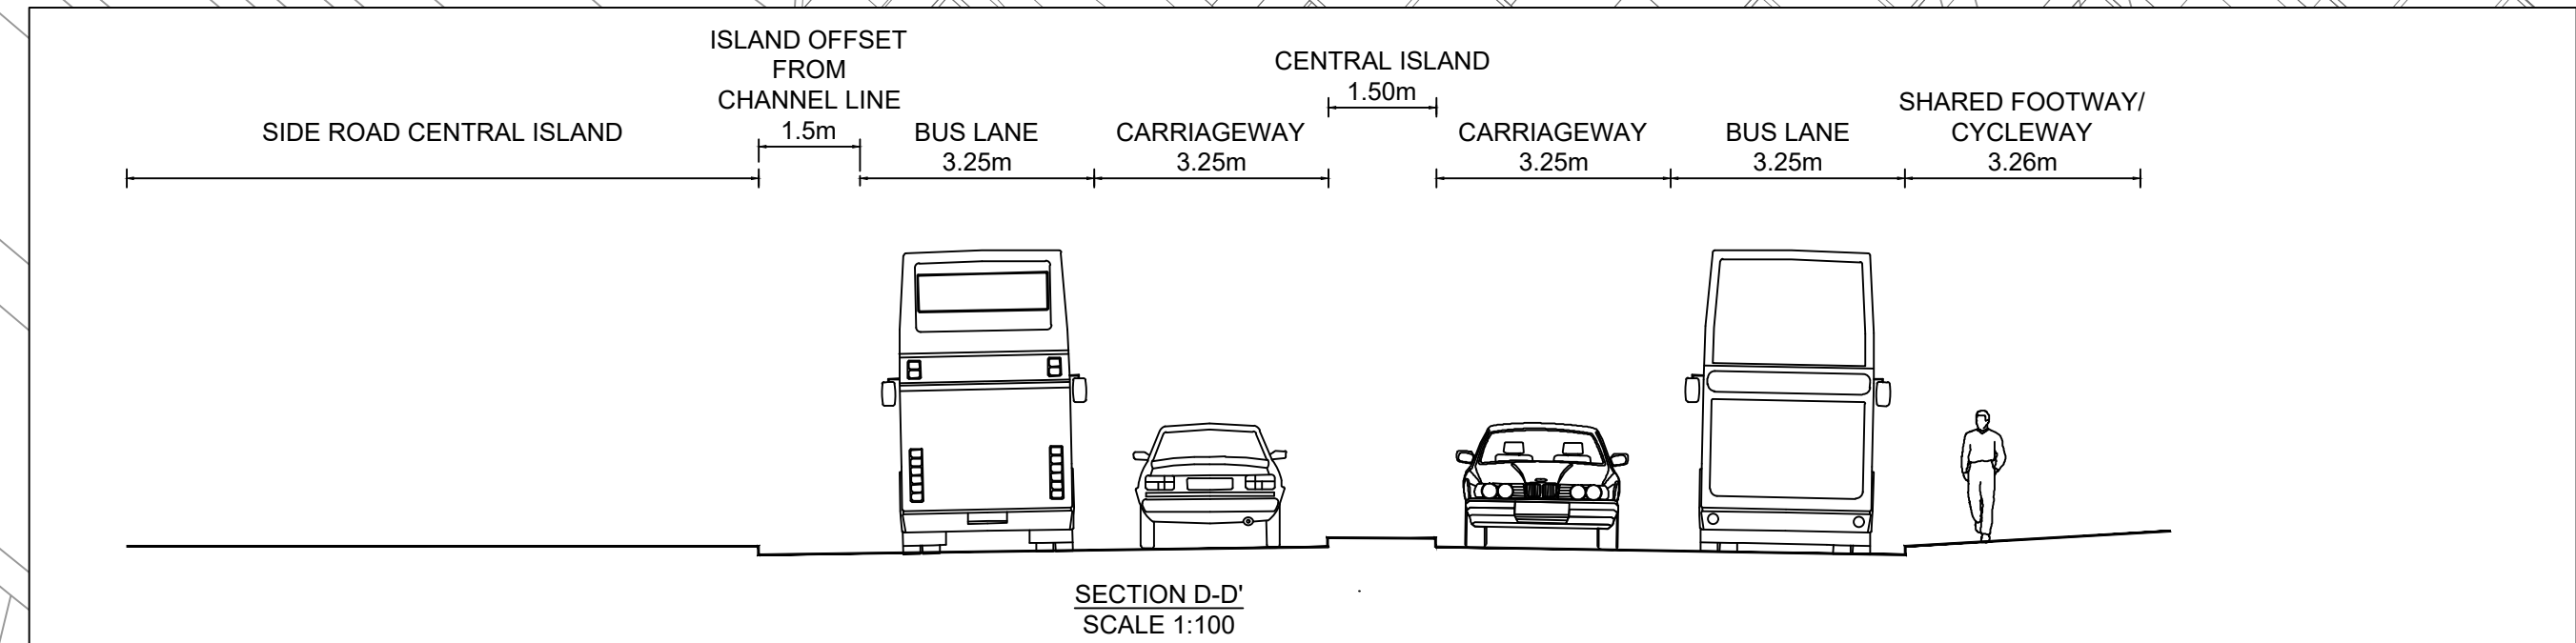 SIDE ROAD CENTRAL ISLAND
ISLAND OFFSET
FROM
CHANNEL LINE
1.5m
BUS LANE
3.25m
CARRIAGEWAY
3.25m
CENTRAL ISLAND
1.50m
CARRIAGEWAY
3.25m
BUS LANE
3.25m
SHARED FOOTWAY/
CYCLEWAY
3.26m
SECTION D-D'
SCALE 1:100